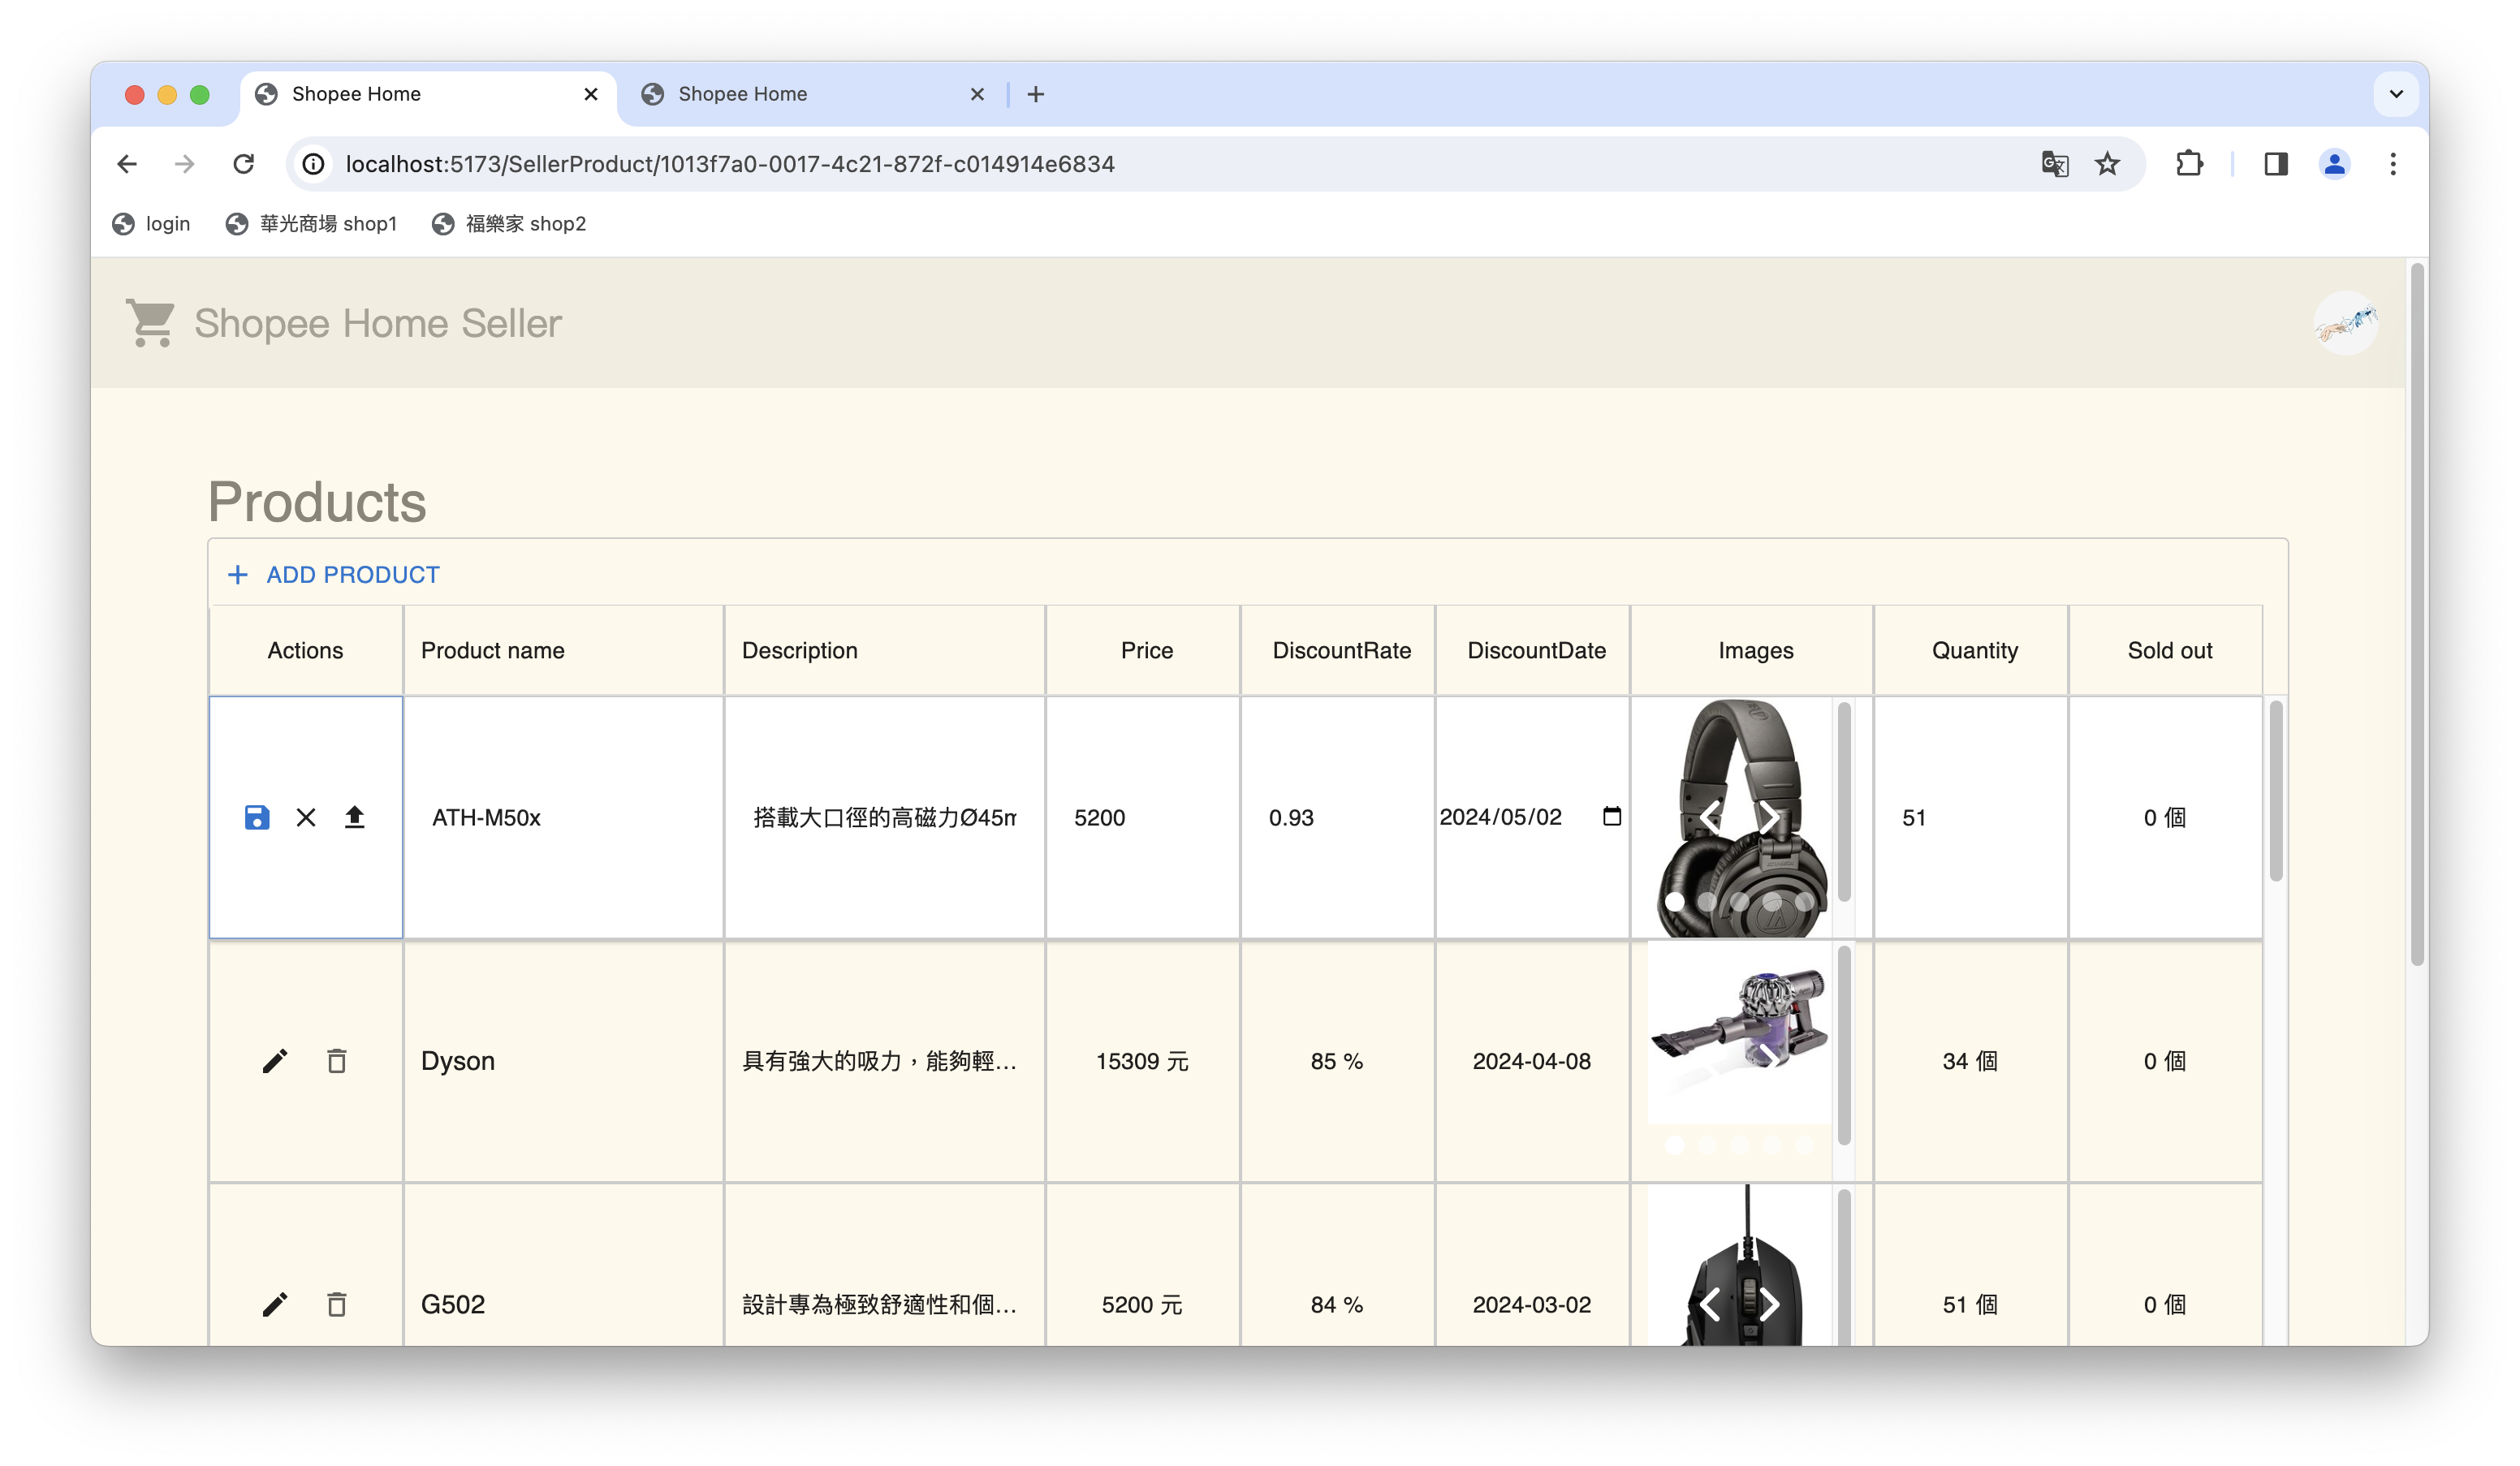 Shopee Home
Shopee Home
localhost:5173/SellerProduct/1013f7a0-0017-4c21-872f-c014914e6834
login 華光商場 shop1 福樂家 shop2
Shopee Home Seller
Products
ADD PRODUCT
Actions Product name Description Price DiscountRate DiscountDate Images Quantity Sold out
ATH-M50x 搭載大口徑的高磁力Ø45m 5200 0.93 2024/05/02 51 0 個
Dyson 具有強大的吸力，能夠輕... 15309 元 85 % 2024-04-08 34 個 0 個
G502 設計專為極致舒適性和個... 5200 元 84 % 2024-03-02 51 個 0 個